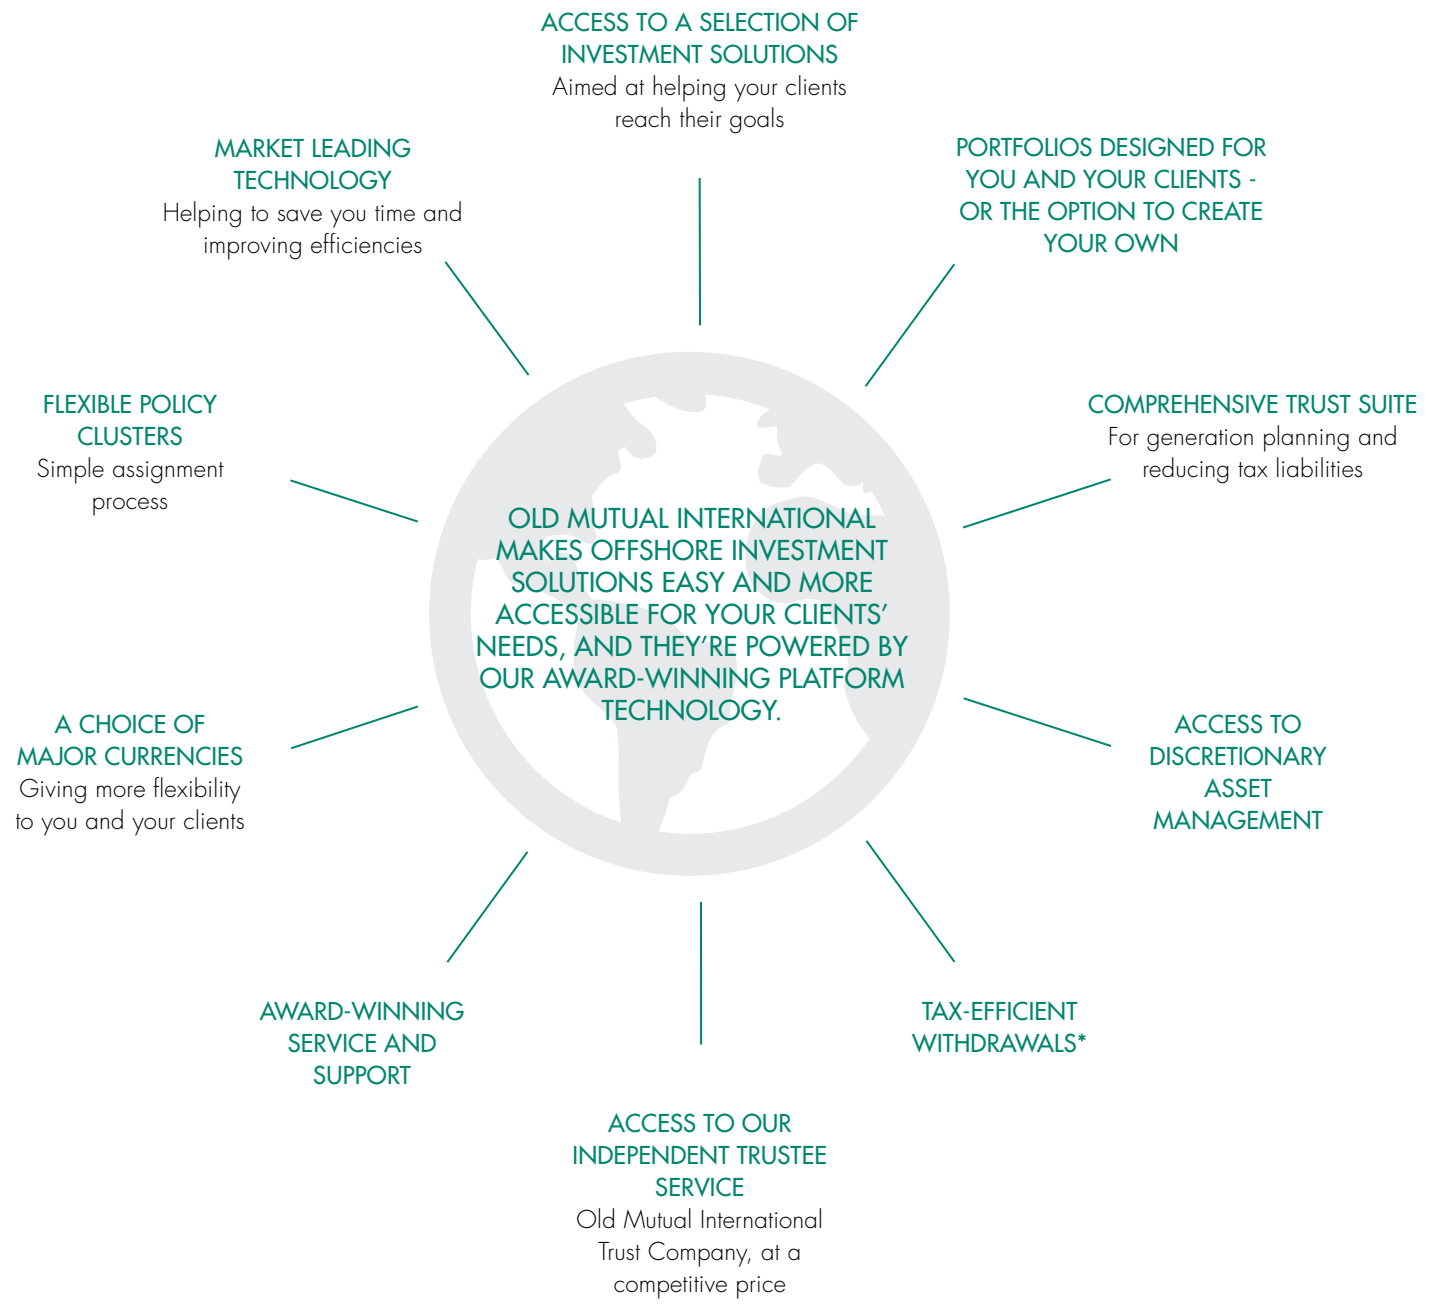 ACCESS TO A SELECTION OF
INVESTMENT SOLUTIONS
Aimed at helping your clients
reach their goals
MARKET LEADING
TECHNOLOGY
Helping to save you time and
improving efficiencies
PORTFOLIOS DESIGNED FOR
YOU AND YOUR CLIENTS -
OR THE OPTION TO CREATE
YOUR OWN
FLEXIBLE POLICY
CLUSTERS
Simple assignment
process
COMPREHENSIVE TRUST SUITE
For generation planning and
reducing tax liabilities
OLD MUTUAL INTERNATIONAL
MAKES OFFSHORE INVESTMENT
SOLUTIONS EASY AND MORE
ACCESSIBLE FOR YOUR CLIENTS’
NEEDS, AND THEY’RE POWERED BY
OUR AWARD-WINNING PLATFORM
TECHNOLOGY.
A CHOICE OF
MAJOR CURRENCIES
Giving more flexibility
to you and your clients
ACCESS TO
DISCRETIONARY
ASSET
MANAGEMENT
AWARD-WINNING
SERVICE AND
SUPPORT
TAX-EFFICIENT
WITHDRAWALS*
ACCESS TO OUR
INDEPENDENT TRUSTEE
SERVICE
Old Mutual International
Trust Company, at a
competitive price